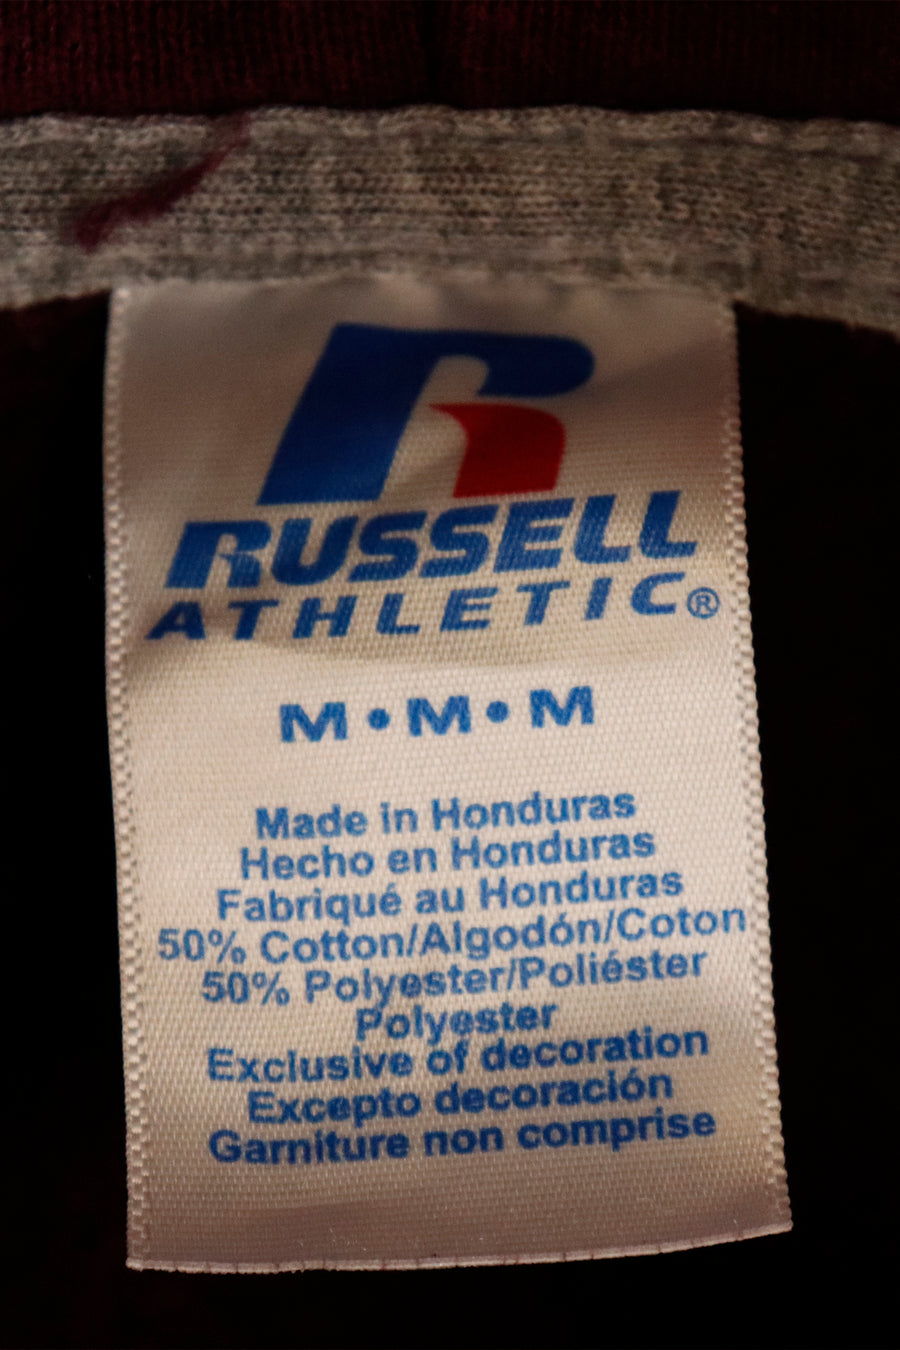 RUSSELL
ATHLETIC®
M•M•M
Made in Honduras
Hecho en Honduras
Fabriqué au Honduras
50% Cotton/Algodón/Coton
50% Polyester/Poliéster
Polyester
Exclusive of decoration
Excepto decoración
Garniture non comprise